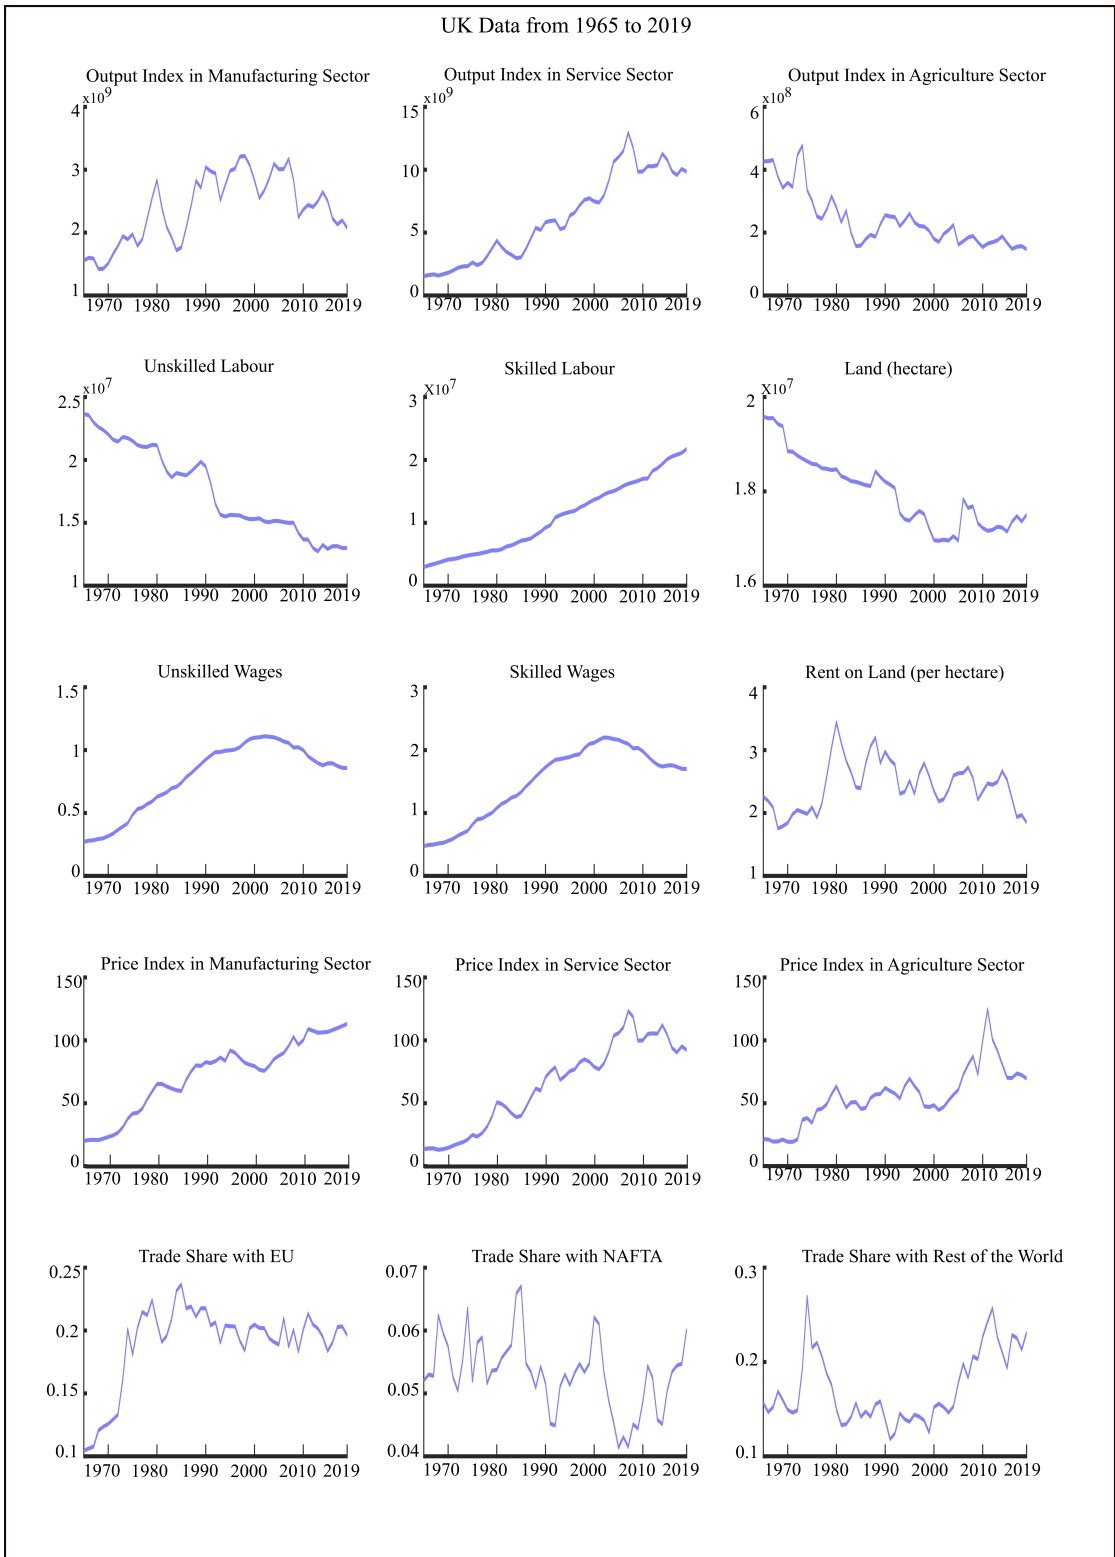 UK Data from 1965 to 2019
Output Index in Manufacturing Sector
x10^9
4
3
2
1
1970 1980 1990 2000 2010 2019
Output Index in Service Sector
x10^9
15
10
5
0
1970 1980 1990 2000 2010 2019
Output Index in Agriculture Sector
x10^8
6
4
2
0
1970 1980 1990 2000 2010 2019
Unskilled Labour
x10^7
2.5
2
1.5
1
1970 1980 1990 2000 2010 2019
Skilled Labour
X10^7
3
2
1
0
1970 1980 1990 2000 2010 2019
Land (hectare)
X10^7
2
1.8
1.6
1970 1980 1990 2000 2010 2019
Unskilled Wages
1.5
1
0.5
0
1970 1980 1990 2000 2010 2019
Skilled Wages
3
2
1
0
1970 1980 1990 2000 2010 2019
Rent on Land (per hectare)
4
3
2
1
1970 1980 1990 2000 2010 2019
Price Index in Manufacturing Sector
150
100
50
0
1970 1980 1990 2000 2010 2019
Price Index in Service Sector
150
100
50
0
1970 1980 1990 2000 2010 2019
Price Index in Agriculture Sector
150
100
50
0
1970 1980 1990 2000 2010 2019
Trade Share with EU
0.25
0.2
0.15
0.1
1970 1980 1990 2000 2010 2019
Trade Share with NAFTA
0.07
0.06
0.05
0.04
1970 1980 1990 2000 2010 2019
Trade Share with Rest of the World
0.3
0.2
0.1
1970 1980 1990 2000 2010 2019